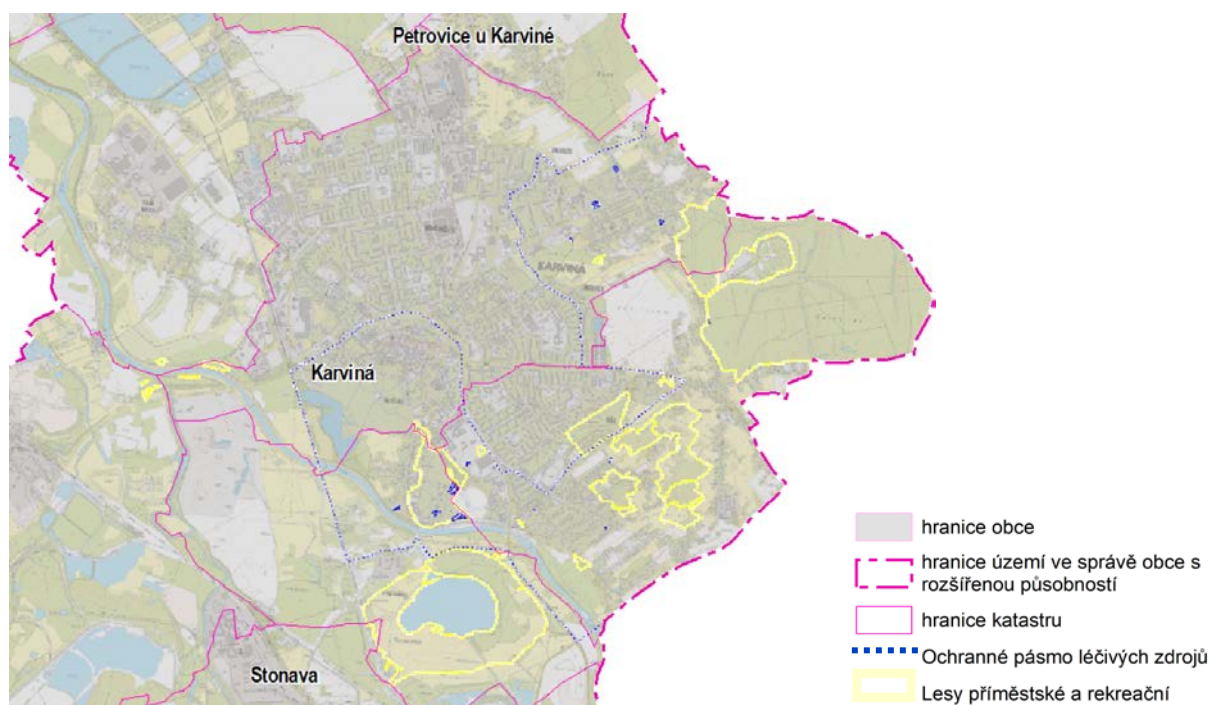 Petrovice u Karviné
KARVINÁ
Karviná
Stonava
hranice obce
hranice území ve správě obce s
rozšířenou působností
hranice katastru
Ochranné pásmo léčivých zdrojů
Lesy příměstské a rekreační